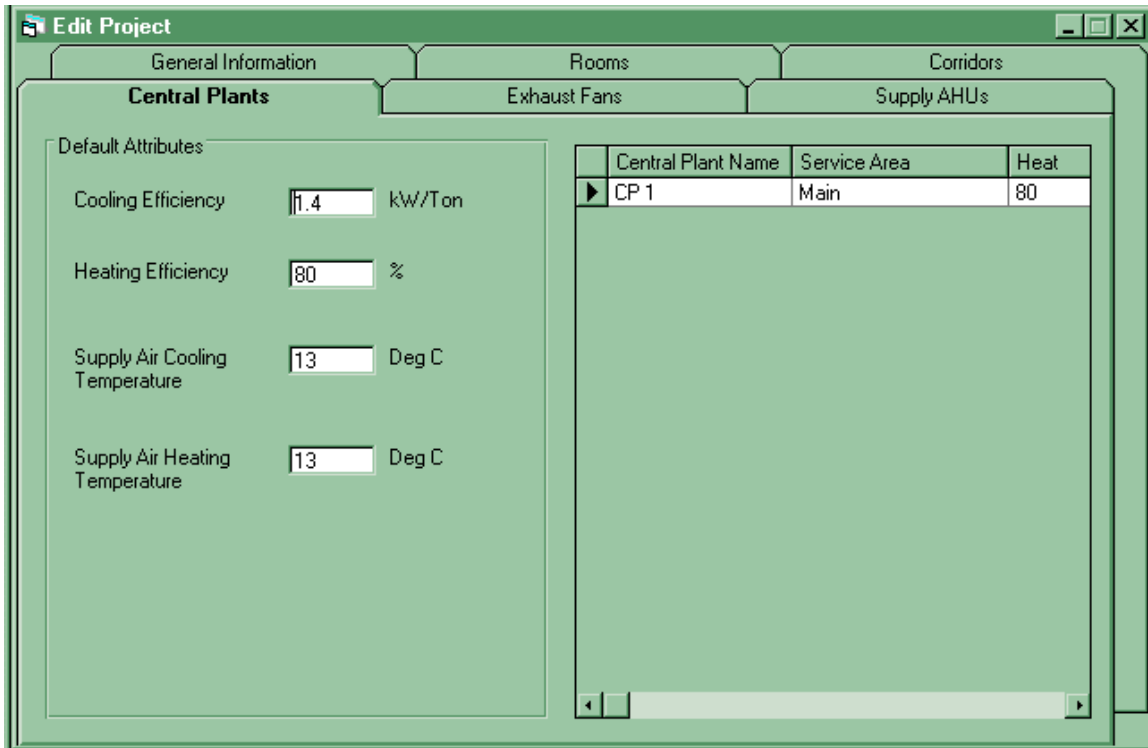 Edit Project
General Information Rooms Corridors
Central Plants Exhaust Fans Supply AHUs
Default Attributes
Cooling Efficiency 1.4 kW/Ton
Heating Efficiency 80 %
Supply Air Cooling
Temperature 13 Deg C
Supply Air Heating
Temperature 13 Deg C
Central Plant Name Service Area Heat
CP 1 Main 80